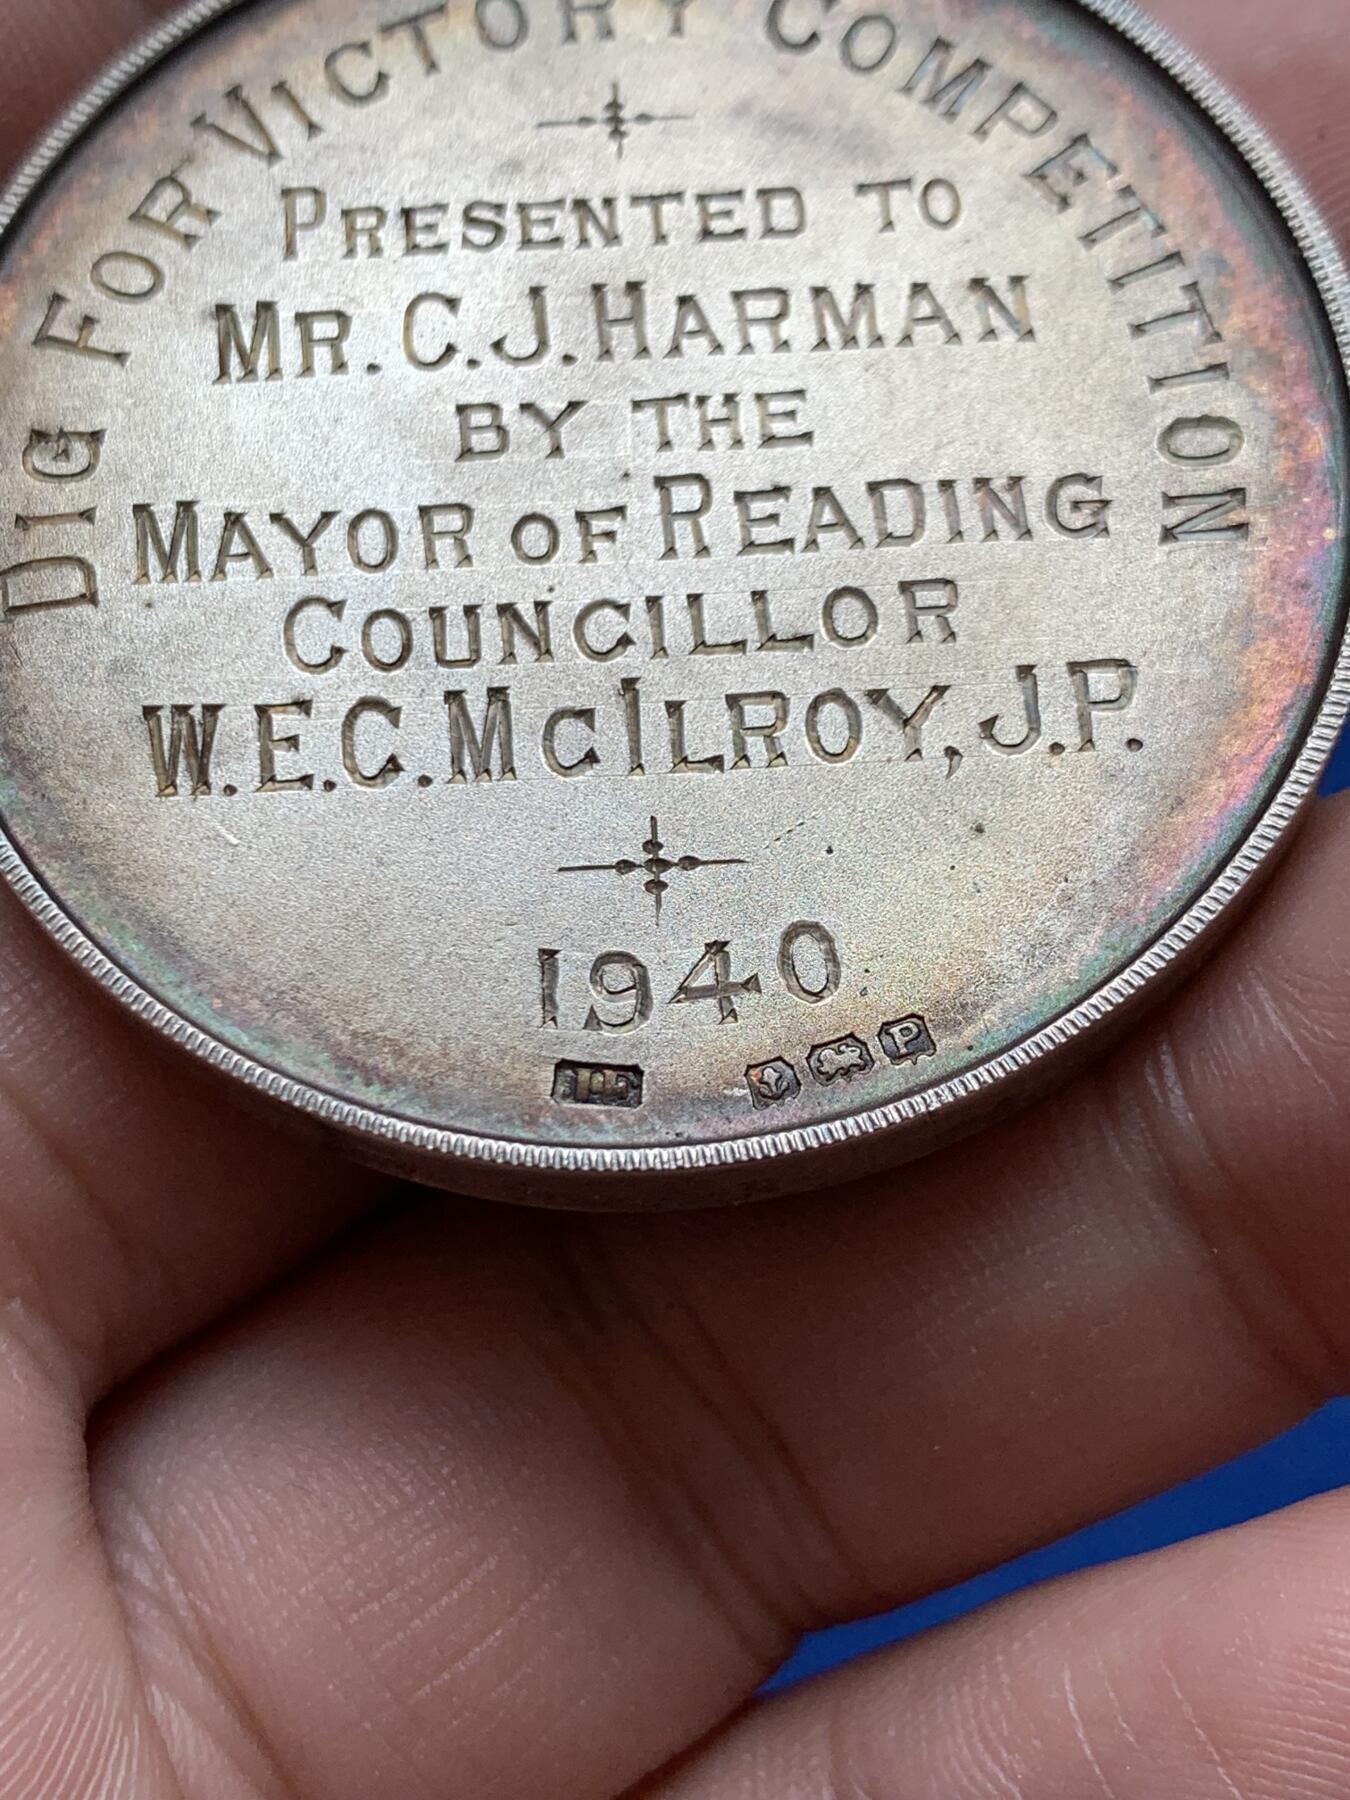 DIG FOR VICTORY COMPETITION
PRESENTED TO
MR. C. J. HARMAN
BY THE
MAYOR OF READING
COUNCILLOR
W. E. C. McILROY, J.P.
1940
P